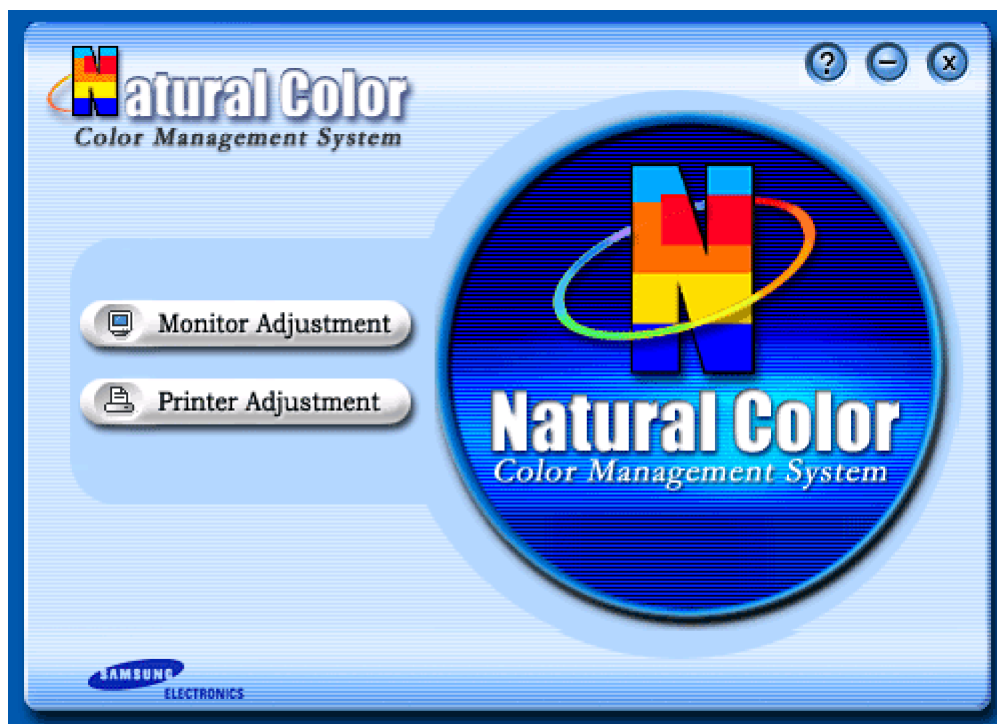 Natural Color
Color Management System
? – x
Monitor Adjustment
Printer Adjustment
Natural Color
Color Management System
SAMSUNG
ELECTRONICS